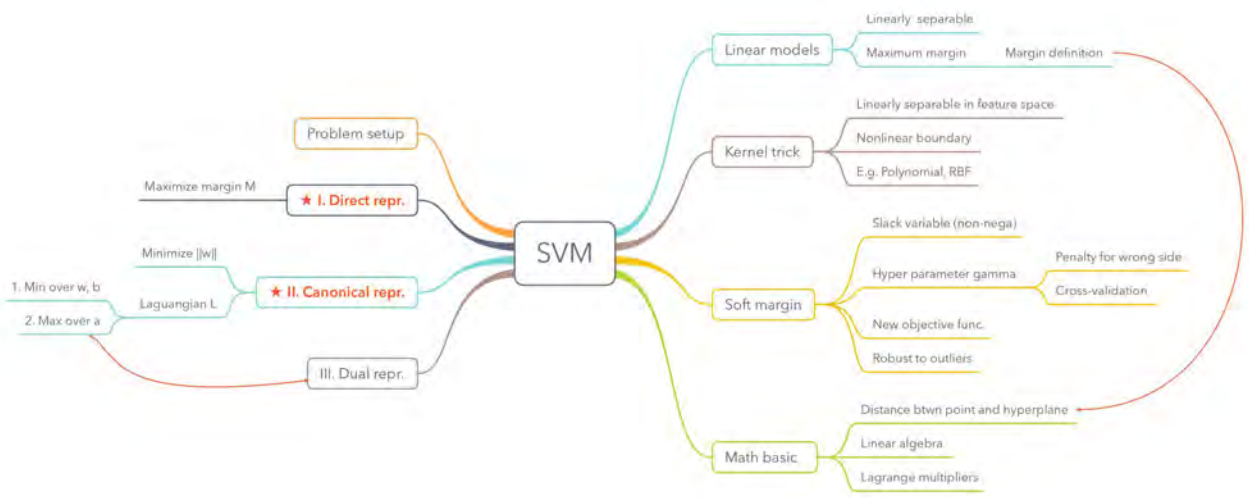 SVM
Problem setup
★ I. Direct repr.
Maximize margin M
★ II. Canonical repr.
Minimize ||w||
Laguangian L
1. Min over w, b
2. Max over a
III. Dual repr.
Linear models
Linearly separable
Maximum margin
Margin definition
Kernel trick
Linearly separable in feature space
Nonlinear boundary
E.g. Polynomial, RBF
Soft margin
Slack variable (non-nega)
Hyper parameter gamma
Penalty for wrong side
Cross-validation
New objective func.
Robust to outliers
Math basic
Distance btwn point and hyperplane
Linear algebra
Lagrange multipliers